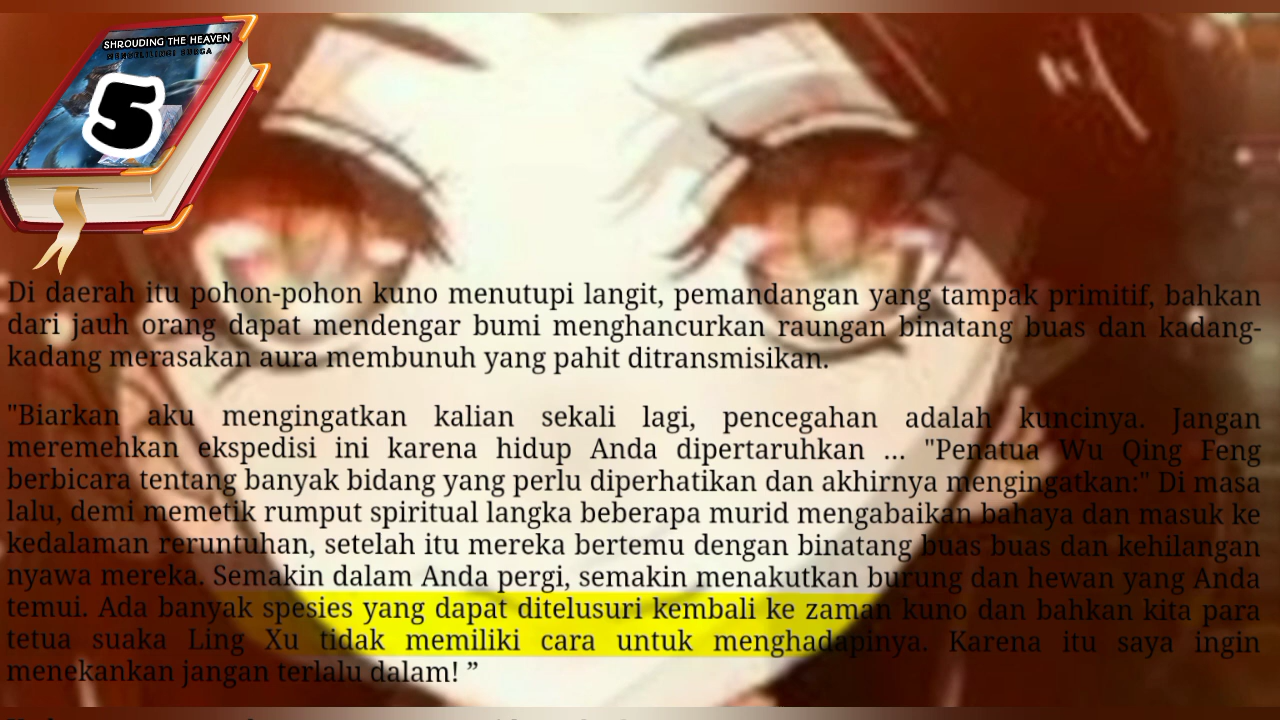 SHROUDING THE HEAVEN
5
Di daerah itu pohon-pohon kuno menutupi langit, pemandangan yang tampak primitif, bahkan
dari jauh orang dapat mendengar bumi menghancurkan raungan binatang buas dan kadang-
kadang merasakan aura membunuh yang pahit ditransmisikan.
"Biarkan aku mengingatkan kalian sekali lagi, pencegahan adalah kuncinya. Jangan
meremehkan ekspedisi ini karena hidup Anda dipertaruhkan ... "Penatua Wu Qing Feng
berbicara tentang banyak bidang yang perlu diperhatikan dan akhirnya mengingatkan:" Di masa
lalu, demi memetik rumput spiritual langka beberapa murid mengabaikan bahaya dan masuk ke
kedalaman reruntuhan, setelah itu mereka bertemu dengan binatang buas buas dan kehilangan
nyawa mereka. Semakin dalam Anda pergi, semakin menakutkan burung dan hewan yang Anda
temui. Ada banyak spesies yang dapat ditelusuri kembali ke zaman kuno dan bahkan kita para
tetua suaka Ling Xu tidak memiliki cara untuk menghadapinya. Karena itu saya ingin
menekankan jangan terlalu dalam! ”